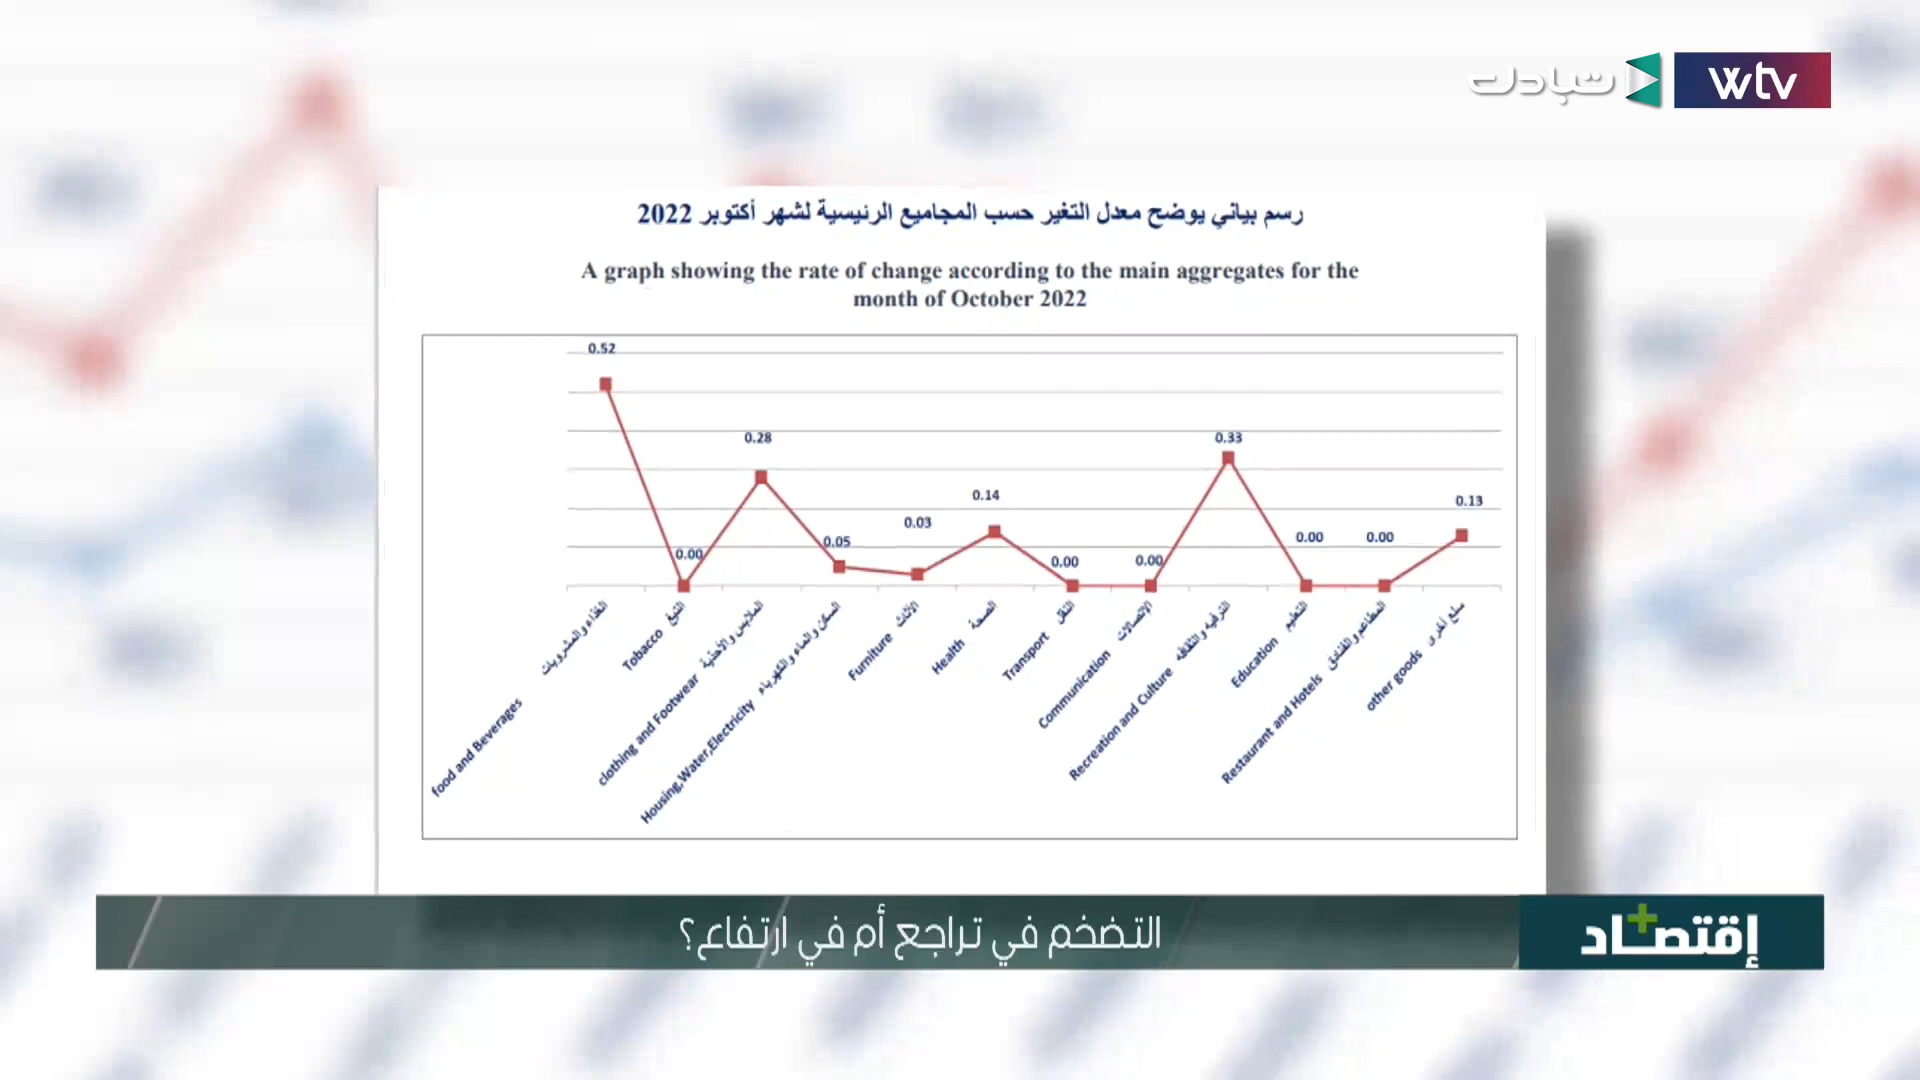 تبادل
wtv
رسم بياني يوضح معدل التغير حسب المجاميع الرئيسية لشهر أكتوبر 2022
A graph showing the rate of change according to the main aggregates for the
month of October 2022
0.52
0.00
0.28
0.05
0.03
0.14
0.00
0.00
0.33
0.00
0.00
0.13
food and Beverages الغذاء والمشروبات
Tobacco التبغ
clothing and Footwear الملابس والأحذية
Housing,Water,Electricity السكن والماء والكهرباء
Furniture الأثاث
Health الصحة
Transport النقل
Communication الاتصالات
Recreation and Culture الترفيه والثقافه
Education التعليم
Restaurant and Hotels المطاعم والفنادق
other goods سلع أخرى
إقتصاد+
التضخم في تراجع أم في ارتفاع؟